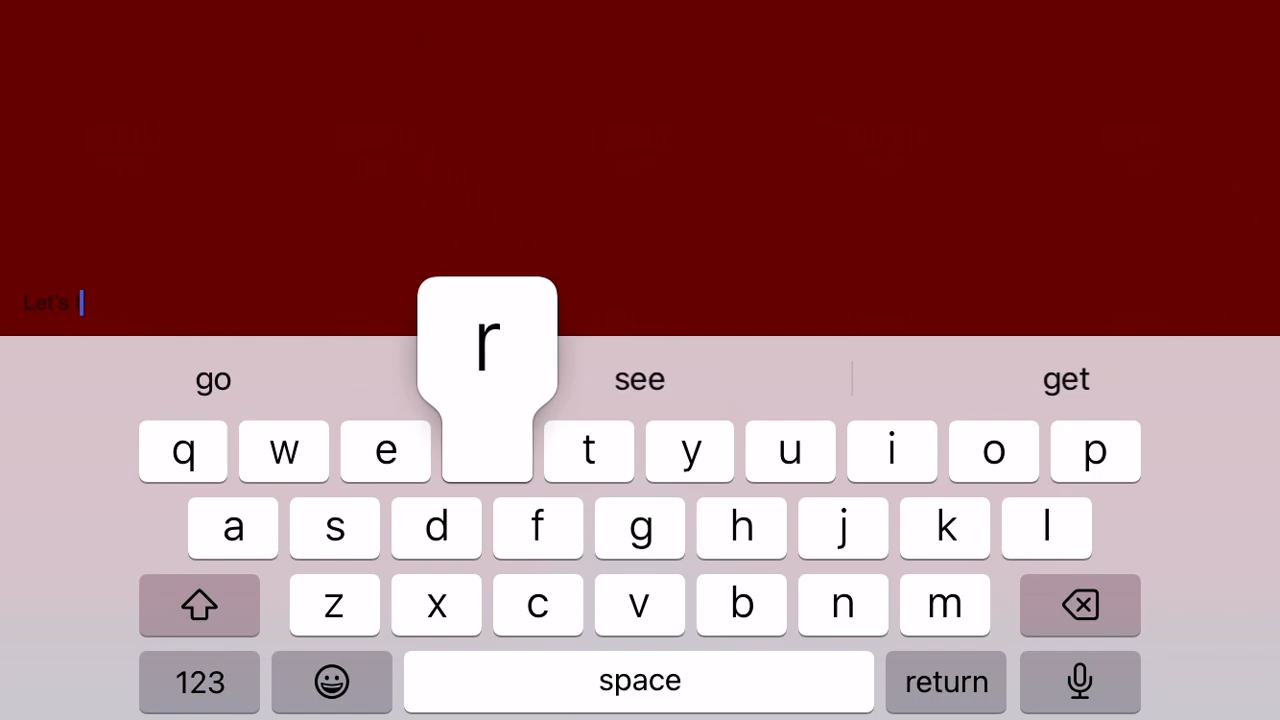 Let's
r
go see get
q w e t y u i o p
a s d f g h j k l
z x c v b n m
123 space return